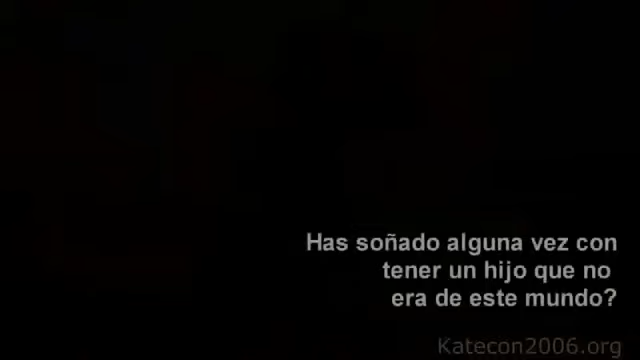 Has soñado alguna vez con
tener un hijo que no
era de este mundo?
Katecon2006.org